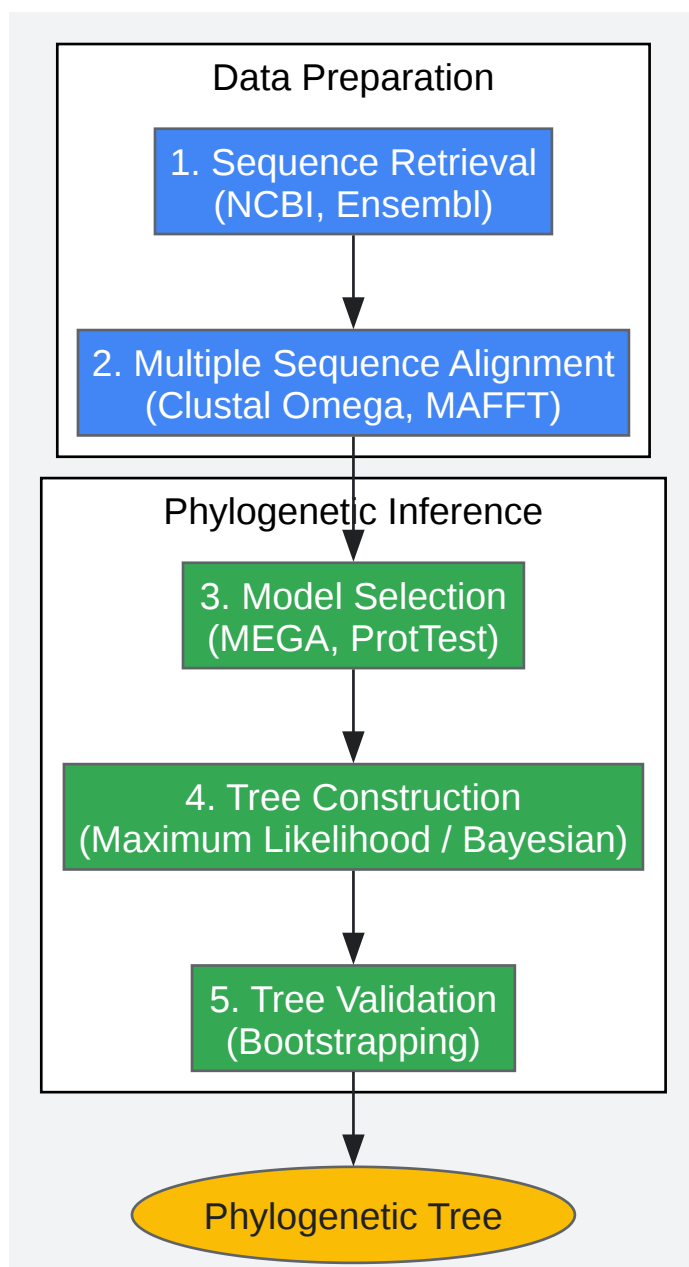 Data Preparation
1. Sequence Retrieval
(NCBI, Ensembl)
2. Multiple Sequence Alignment
(Clustal Omega, MAFFT)
Phylogenetic Inference
3. Model Selection
(MEGA, ProtTest)
4. Tree Construction
(Maximum Likelihood / Bayesian)
5. Tree Validation
(Bootstrapping)
Phylogenetic Tree